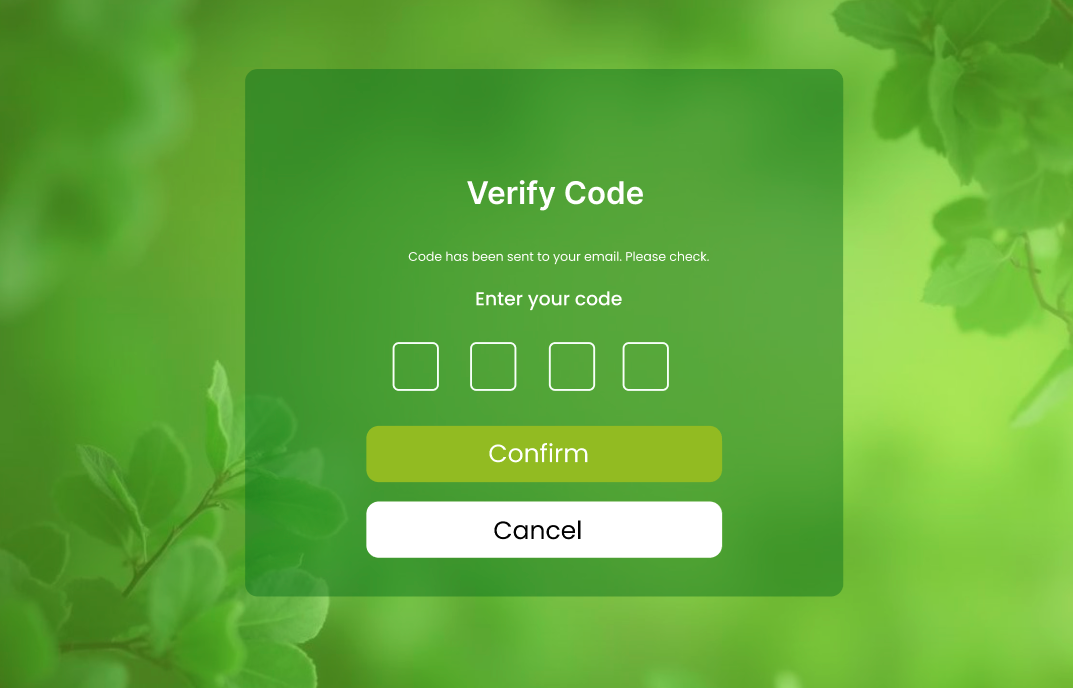 Verify Code
Code has been sent to your email. Please check.
Enter your code
Confirm
Cancel